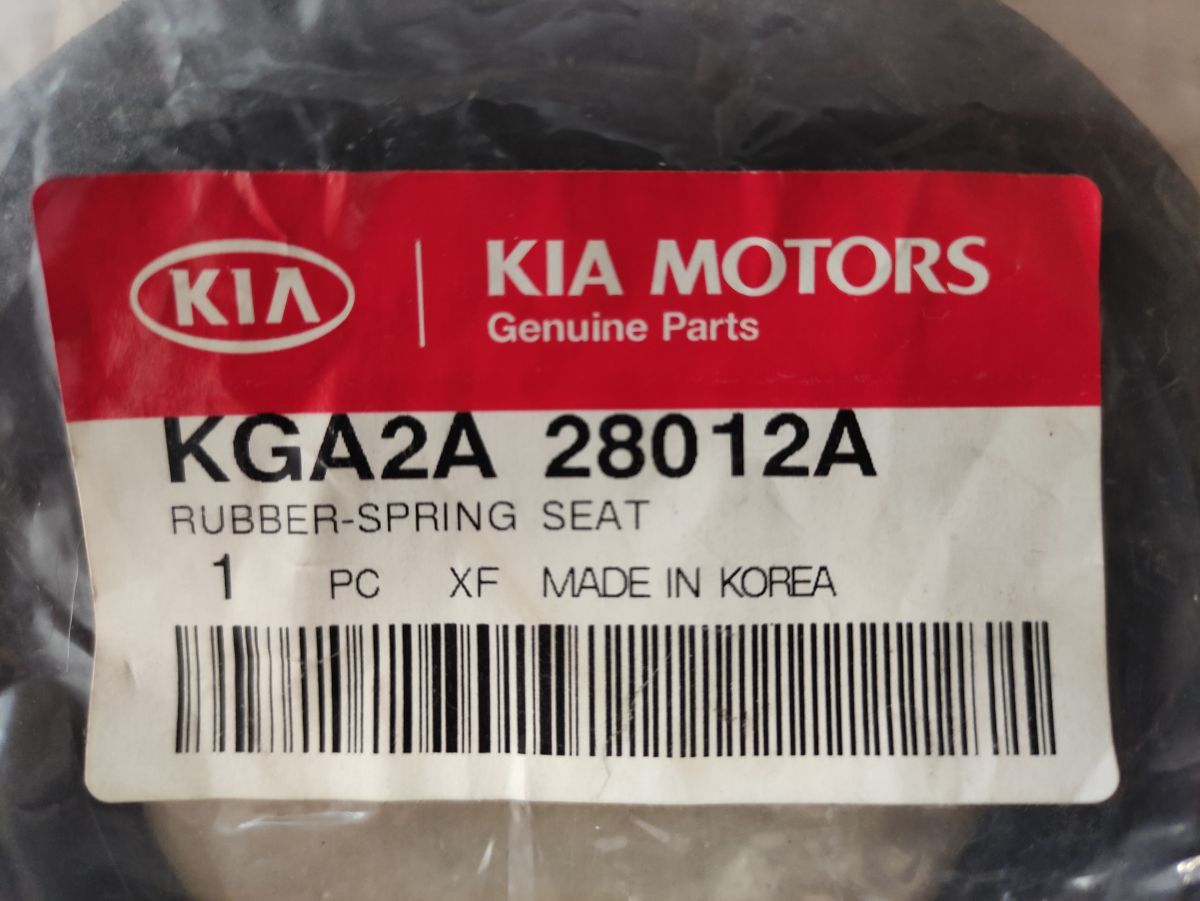 KIA
KIA MOTORS
Genuine Parts
KGA2A 28012A
RUBBER-SPRING SEAT
1 PC XF MADE IN KOREA